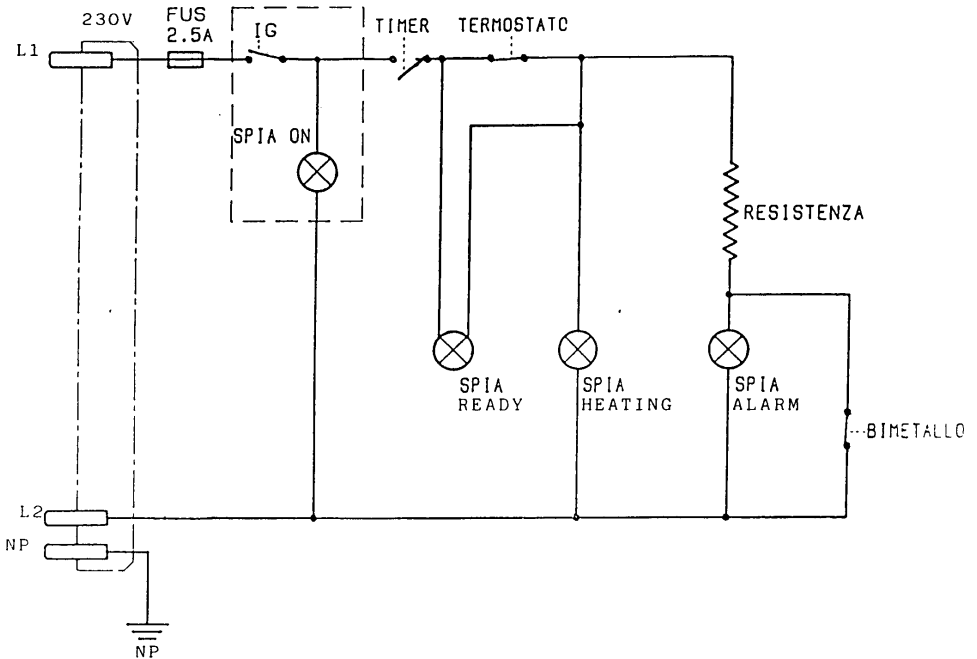 230V
FUS
2.5A
IG
TIMER
TERMOSTATO
L1
SPIA ON
RESISTENZA
SPIA
READY
SPIA
HEATING
SPIA
ALARM
BIMETALLO
L2
NP
NP